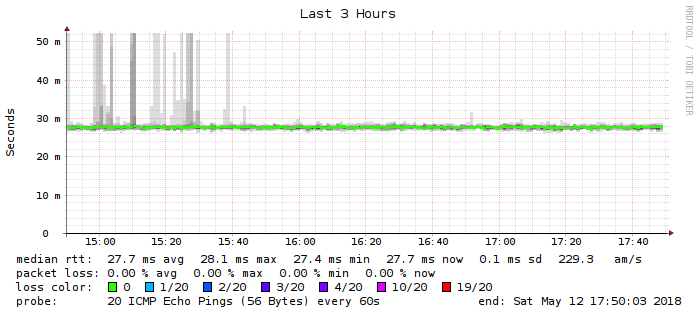 Last 3 Hours
RRDTOOL / TOBI OETIKER
Seconds
50 m
40 m
30 m
20 m
10 m
0
15:00 15:20 15:40 16:00 16:20 16:40 17:00 17:20 17:40
median rtt: 27.7 ms avg 28.1 ms max 27.4 ms min 27.7 ms now 0.1 ms sd 229.3 am/s
packet loss: 0.00 % avg 0.00 % max 0.00 % min 0.00 % now
loss color: 0 1/20 2/20 3/20 4/20 10/20 19/20
probe: 20 ICMP Echo Pings (56 Bytes) every 60s end: Sat May 12 17:50:03 2018